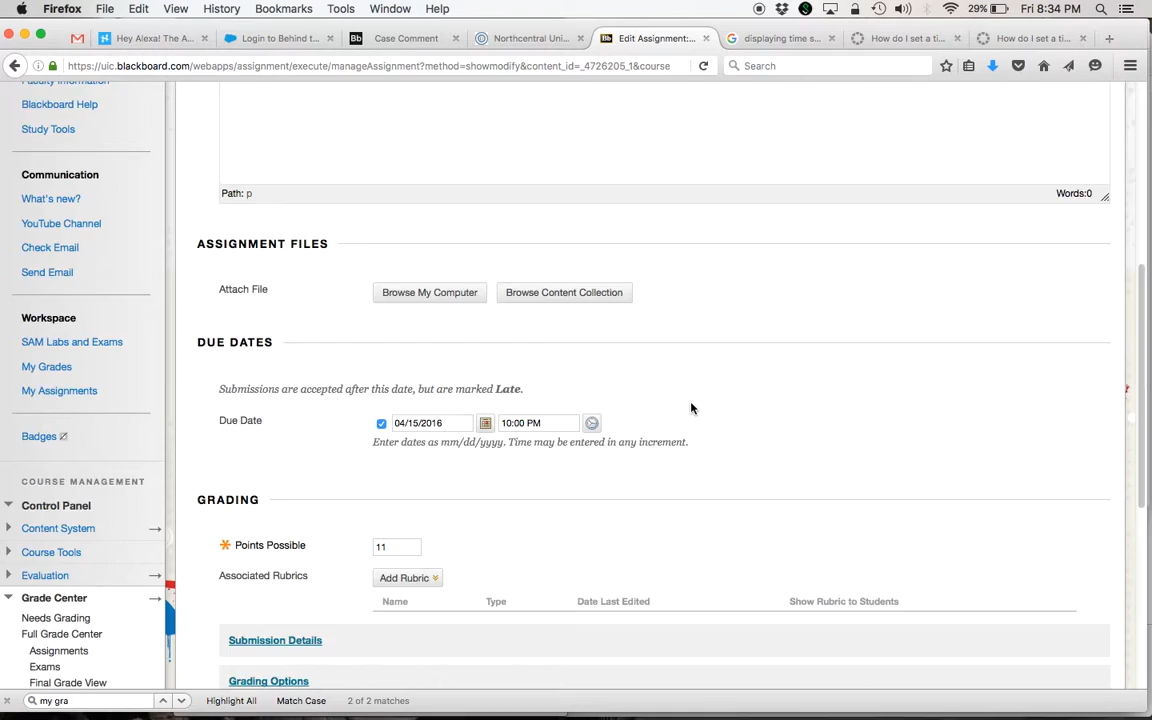 Firefox File Edit View History Bookmarks Tools Window Help 29% Fri 8:34 PM
Hey Alexa! The A... Login to Behind t... Bb Case Comment Northcentral Uni... Bb Edit Assignment:... displaying time s... How do I set a ti... How do I set a ti...
https://uic.blackboard.com/webapps/assignment/execute/manageAssignment?method=showmodify&content_id=_4726205_1&course Search
Faculty Information
Blackboard Help
Study Tools
Communication
What's new?
YouTube Channel
Check Email
Send Email
Workspace
SAM Labs and Exams
My Grades
My Assignments
Badges
COURSE MANAGEMENT
Control Panel
Content System
Course Tools
Evaluation
Grade Center
Needs Grading
Full Grade Center
Assignments
Exams
Final Grade View
Path: p Words:0
ASSIGNMENT FILES
Attach File Browse My Computer Browse Content Collection
DUE DATES
Submissions are accepted after this date, but are marked Late.
Due Date 04/15/2016 10:00 PM
Enter dates as mm/dd/yyyy. Time may be entered in any increment.
GRADING
Points Possible 11
Associated Rubrics Add Rubric
Name Type Date Last Edited Show Rubric to Students
Submission Details
Grading Options
my gra Highlight All Match Case 2 of 2 matches